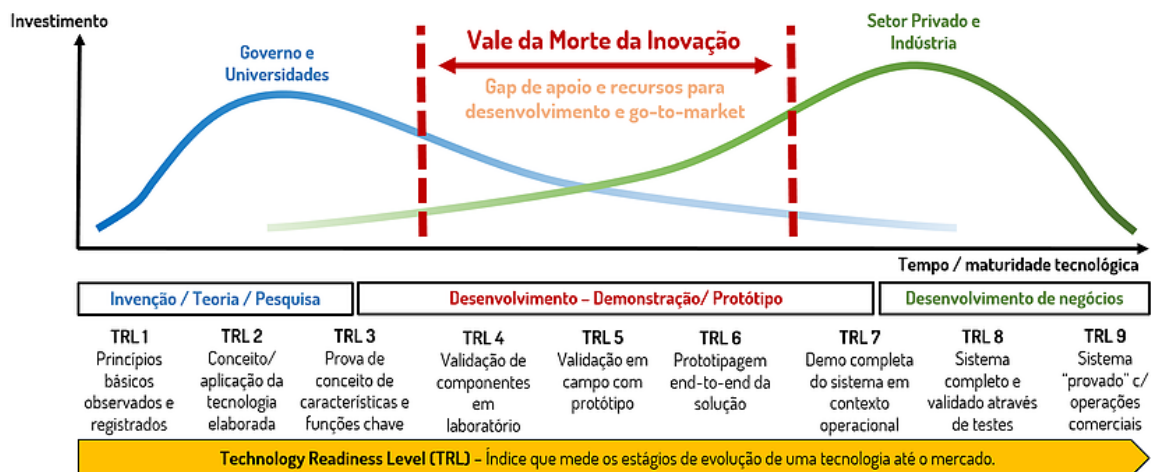 Investimento
Governo e
Universidades
Vale da Morte da Inovação
Gap de apoio e recursos para
desenvolvimento e go-to-market
Setor Privado e
Indústria
Tempo / maturidade tecnológica
Invenção / Teoria / Pesquisa
Desenvolvimento – Demonstração/ Protótipo
Desenvolvimento de negócios
TRL 1
Princípios
básicos
observados e
registrados
TRL 2
Conceito/
aplicação da
tecnologia
elaborada
TRL 3
Prova de
conceito de
características e
funções chave
TRL 4
Validação de
componentes
em
laboratório
TRL 5
Validação em
campo com
protótipo
TRL 6
Prototipagem
end-to-end da
solução
TRL 7
Demo completa
do sistema em
contexto
operacional
TRL 8
Sistema
completo e
validado através
de testes
TRL 9
Sistema
"provado" c/
operações
comerciais
Technology Readiness Level (TRL) – Índice que mede os estágios de evolução de uma tecnologia até o mercado.